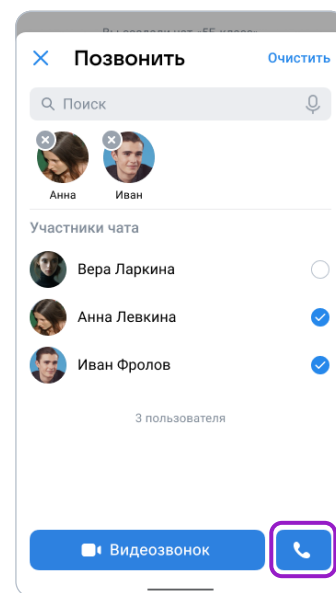 Позвонить
Очистить
Поиск
Анна
Иван
Участники чата
Вера Ларкина
Анна Левкина
Иван Фролов
3 пользователя
Видеозвонок